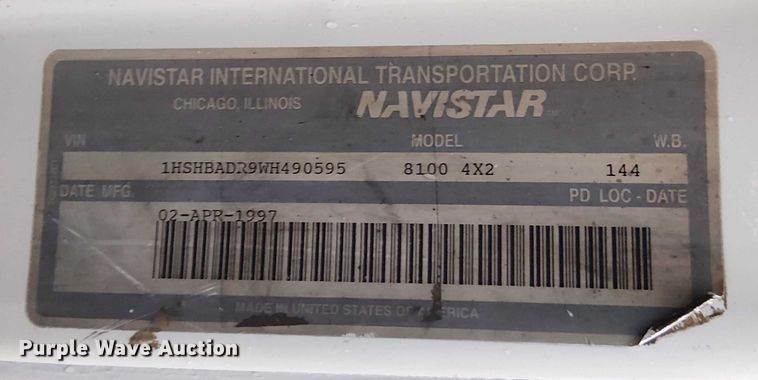 NAVISTAR INTERNATIONAL TRANSPORTATION CORP.
CHICAGO, ILLINOIS NAVISTAR
VIN MODEL W.B.
1HSHBADR9WH490595 8100 4X2 144
DATE MFG. PD LOC - DATE
02-APR-1997
MADE IN UNITED STATES OF AMERICA
Purple Wave Auction